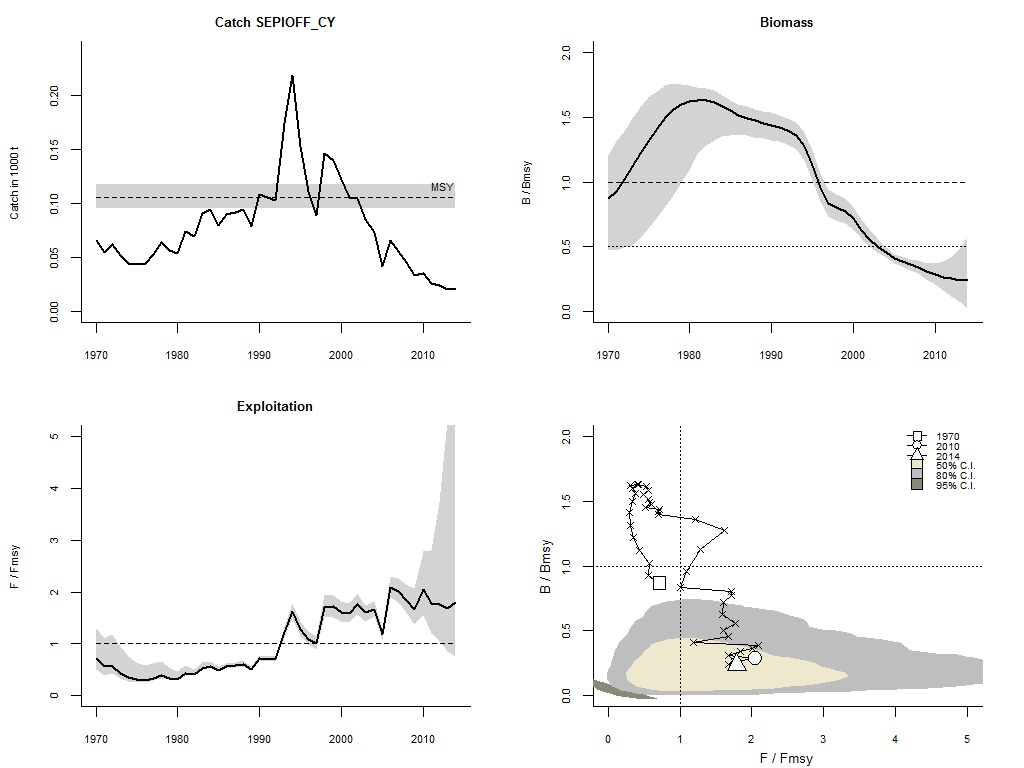 Catch SEPIOFF_CY
Catch in 1000 t
0.00 0.05 0.10 0.15 0.20
MSY
1970 1980 1990 2000 2010
Biomass
B / Bmsy
0.0 0.5 1.0 1.5 2.0
1970 1980 1990 2000 2010
Exploitation
F / Fmsy
0 1 2 3 4 5
1970 1980 1990 2000 2010
B / Bmsy
0.0 0.5 1.0 1.5 2.0
1970
2010
2014
50% C.I.
80% C.I.
95% C.I.
0 1 2 3 4 5
F / Fmsy